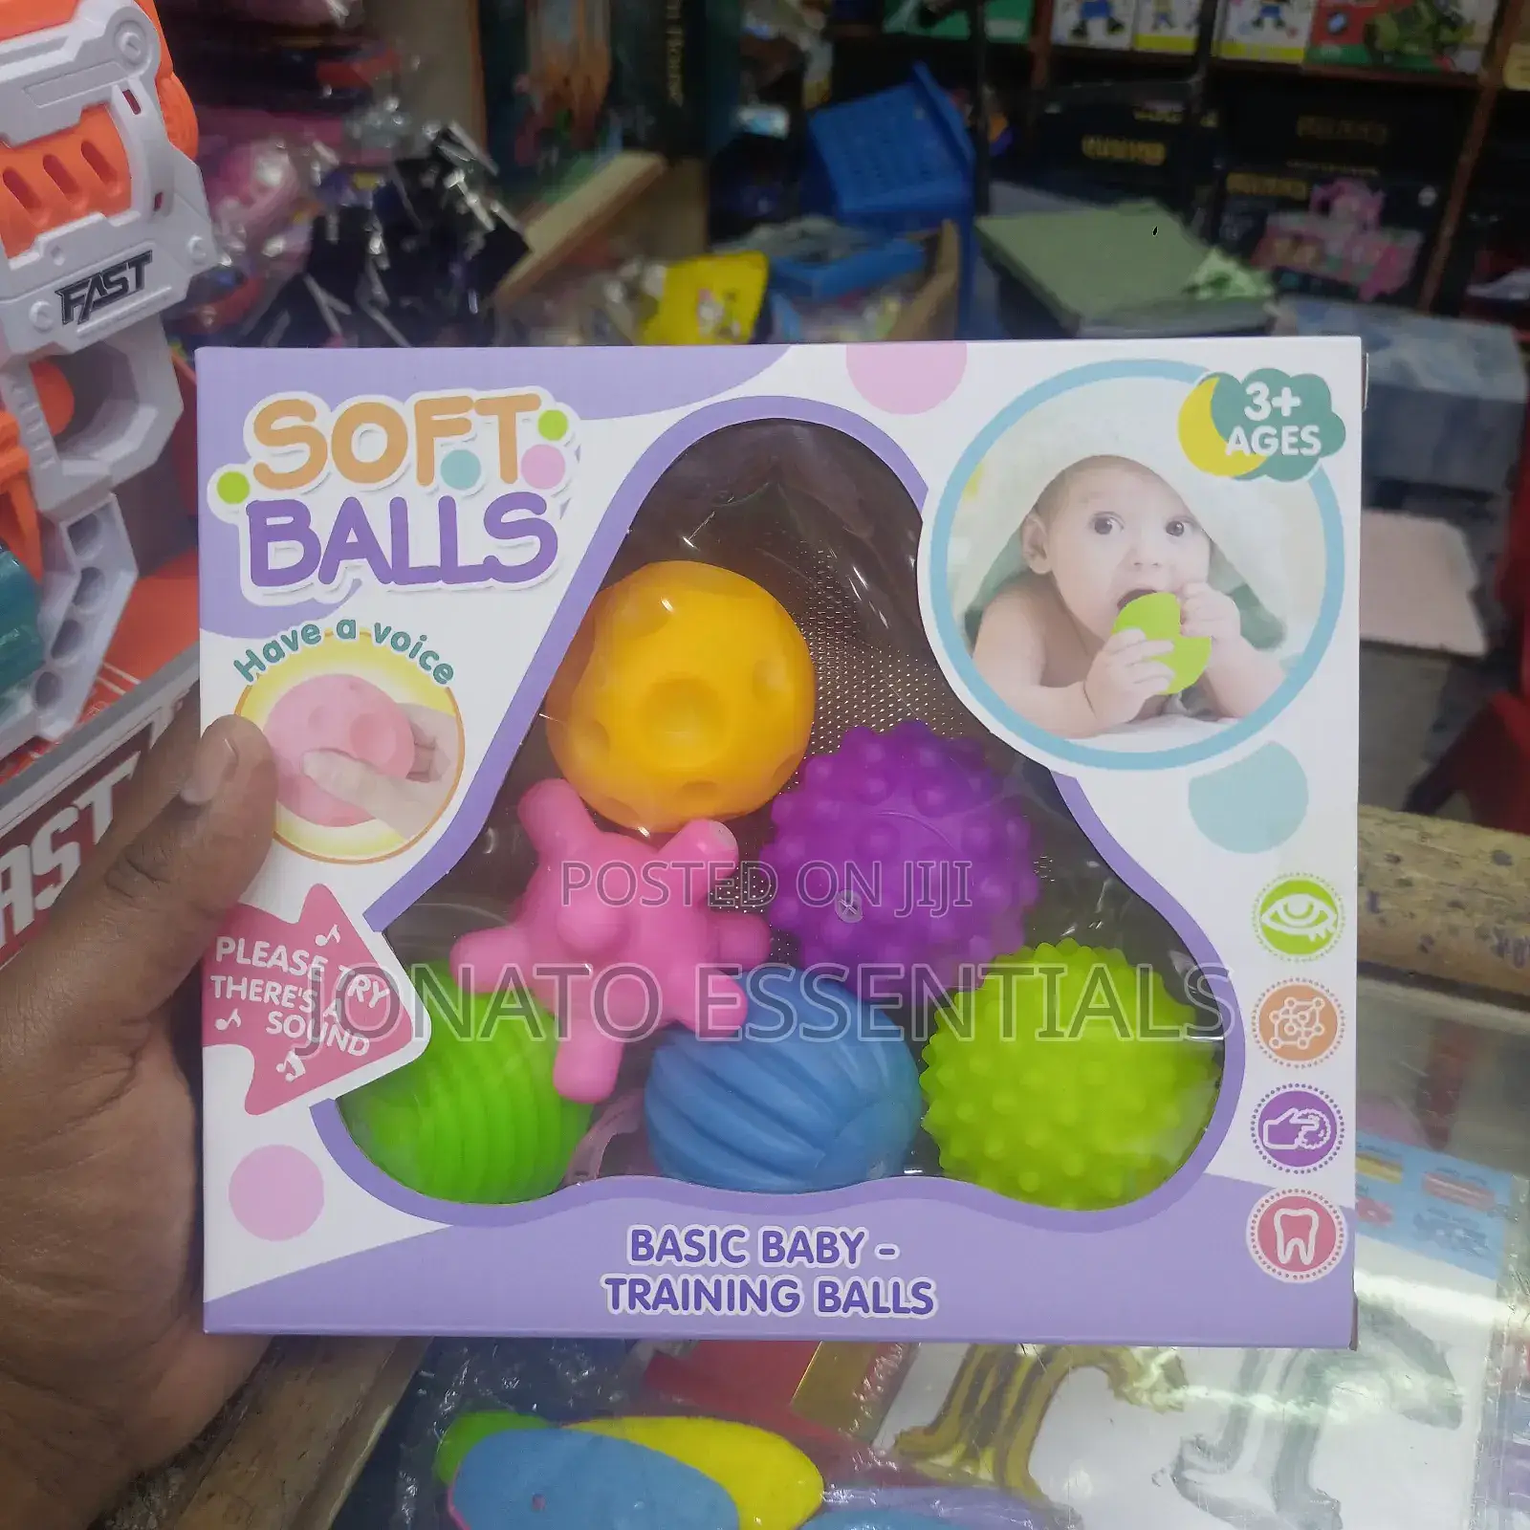 FAST
SOFT
BALLS
3+
AGES
Have a voice
PLEASE TRY
THERE'S A
SOUND
POSTED ON JIJI
JONATO ESSENTIALS
BASIC BABY -
TRAINING BALLS